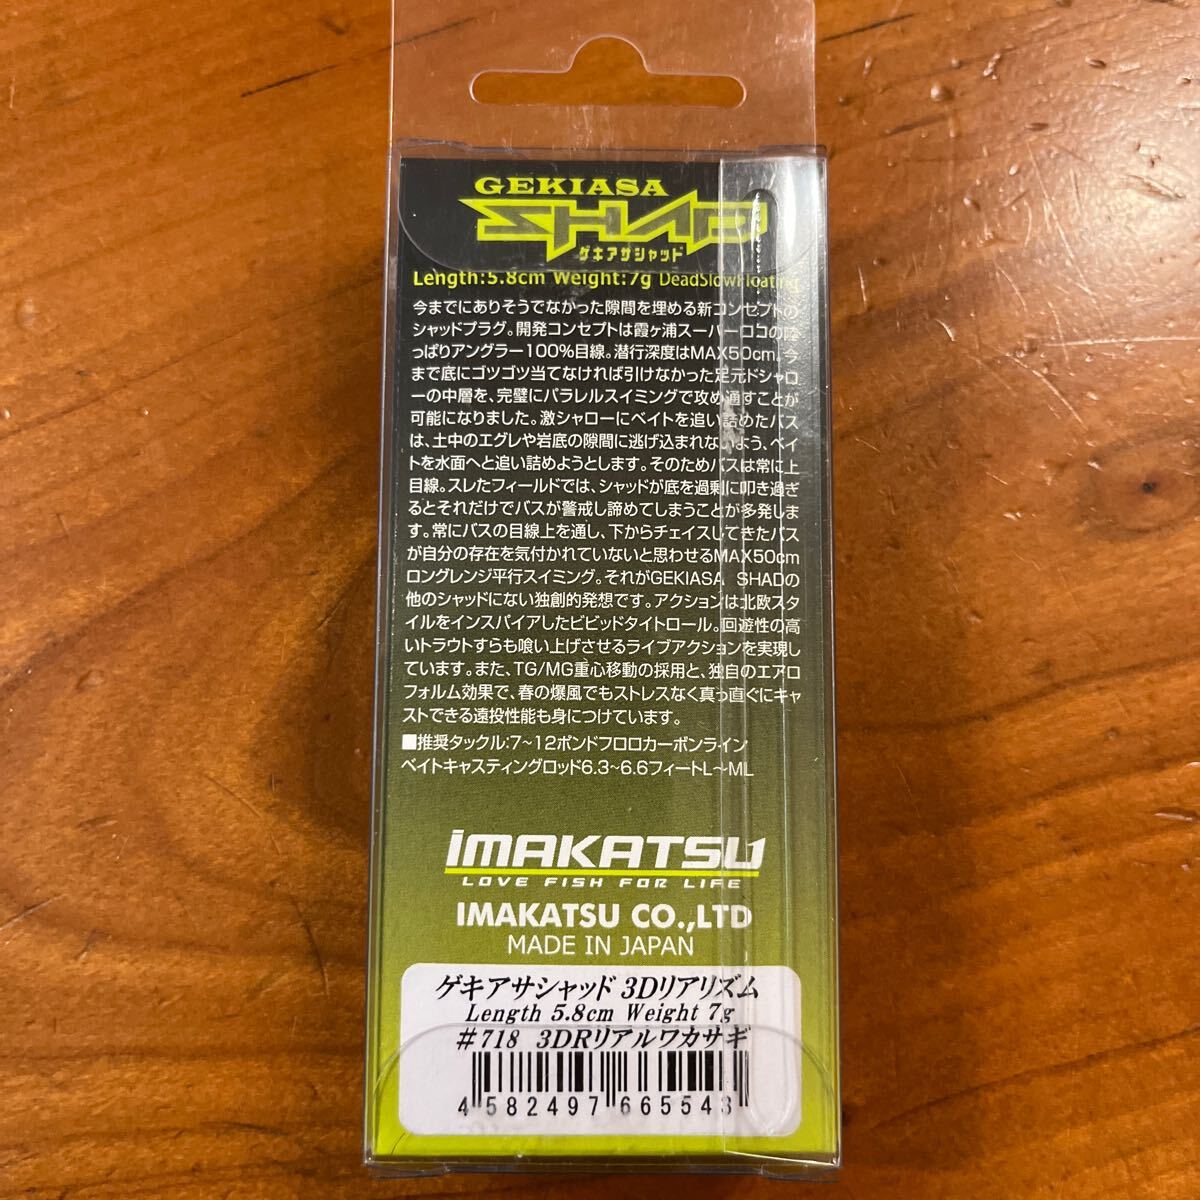 GEKIASA
SHAD
ゲキアサシャッド
Length:5.8cm Weight:7g DeadSlowFloating
今までにありそうでなかった隙間を埋める新コンセプトの
シャッドプラグ。開発コンセプトは霞ヶ浦スーパーロコの陸
っぱりアングラー100%目線。潜行深度はMAX50cm。今
まで底にゴツゴツ当てなければ引けなかった足元ドシャロ
ーの中層を、完璧にパラレルスイミングで攻め通すことが
可能になりました。激シャローにベイトを追い詰めたバス
は、土中のエグレや岩底の隙間に逃げ込まれないよう、ベイ
トを水面へと追い詰めようとします。そのためバスは常に上
目線。スレたフィールドでは、シャッドが底を過剰に叩き過ぎ
るとそれだけでバスが警戒し諦めてしまうことが多発しま
す。常にバスの目線上を通し、下からチェイスしてきたバス
が自分の存在を気付かれていないと思わせるMAX50cm
ロングレンジ平行スイミング。それがGEKIASA SHADの
他のシャッドにない独創的発想です。アクションは北欧スタ
イルをインスパイアしたビビッドタイトロール。回遊性の高
いトラウトすらも喰い上げさせるライブアクションを実現し
ています。また、TG/MG重心移動の採用と、独自のエアロ
フォルム効果で、春の爆風でもストレスなく真っ直ぐにキャ
ストできる遠投性能も身につけています。
■推奨タックル:7~12ポンドフロロカーボンライン
ベイトキャスティングロッド6.3~6.6フィートL~ML
IMAKATSU
LOVE FISH FOR LIFE
IMAKATSU CO.,LTD
MADE IN JAPAN
ゲキアサシャッド 3Dリアリズム
Length 5.8cm Weight 7g
#718 3DRリアルワカサギ
4 582497 665543